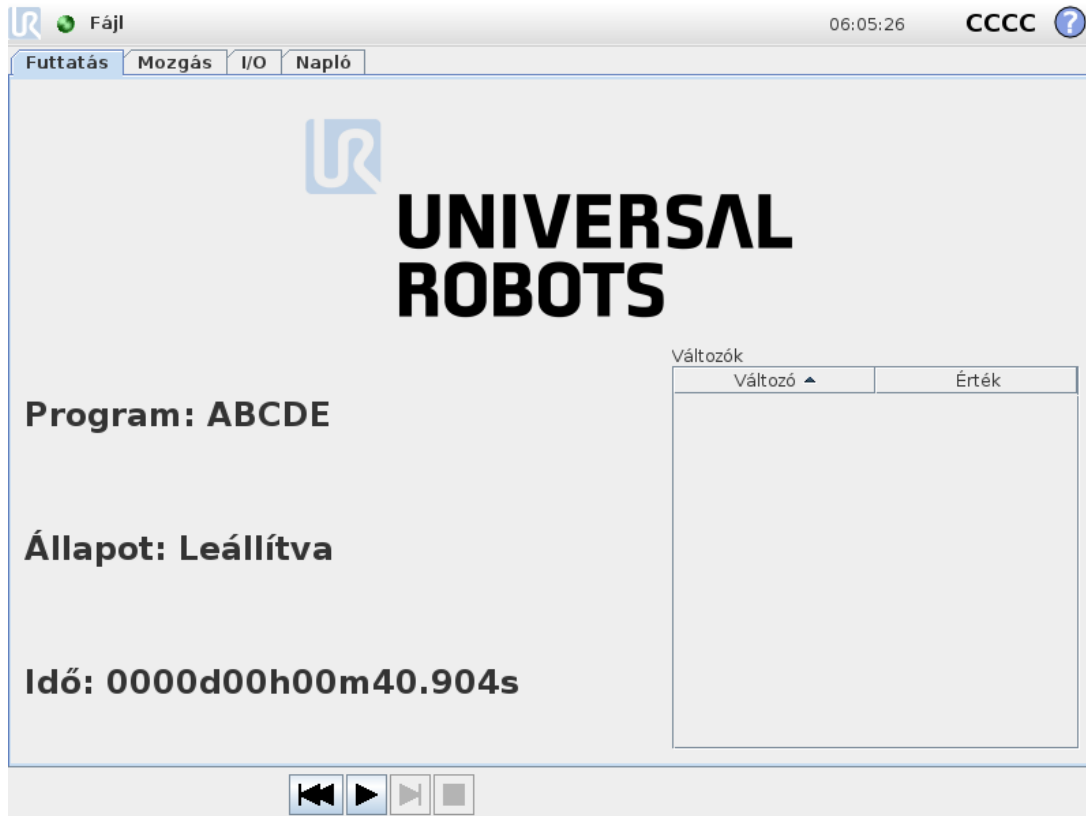 Fájl
06:05:26
CCCC
?
Futtatás Mozgás I/O Napló
UR
UNIVERSAL
ROBOTS
Változók
Változó Érték
Program: ABCDE
Állapot: Leállítva
Idő: 0000d00h00m40.904s